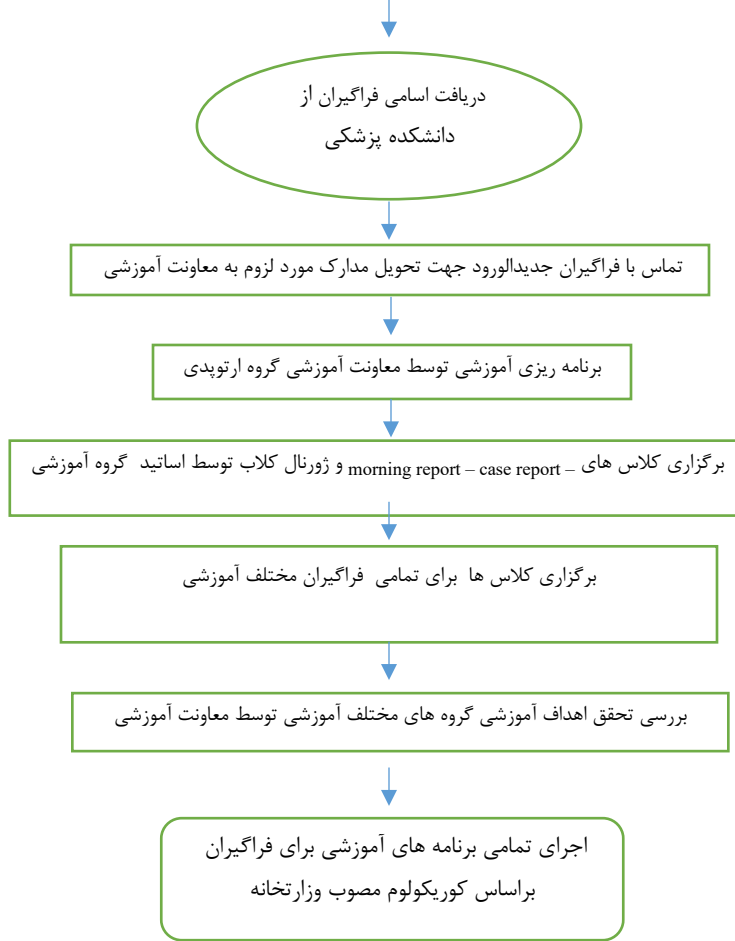 دریافت اسامی فراگیران از
دانشکده پزشکی
تماس با فراگیران جدیدالورود جهت تحویل مدارک مورد لزوم به معاونت آموزشی
برنامه ریزی آموزشی توسط معاونت آموزشی گروه ارتوپدی
برگزاری کلاس های – morning report – case report و ژورنال کلاب توسط اساتید گروه آموزشی
برگزاری کلاس ها برای تمامی فراگیران مختلف آموزشی
بررسی تحقق اهداف آموزشی گروه های مختلف آموزشی توسط معاونت آموزشی
اجرای تمامی برنامه های آموزشی برای فراگیران
براساس کوریکولوم مصوب وزارتخانه